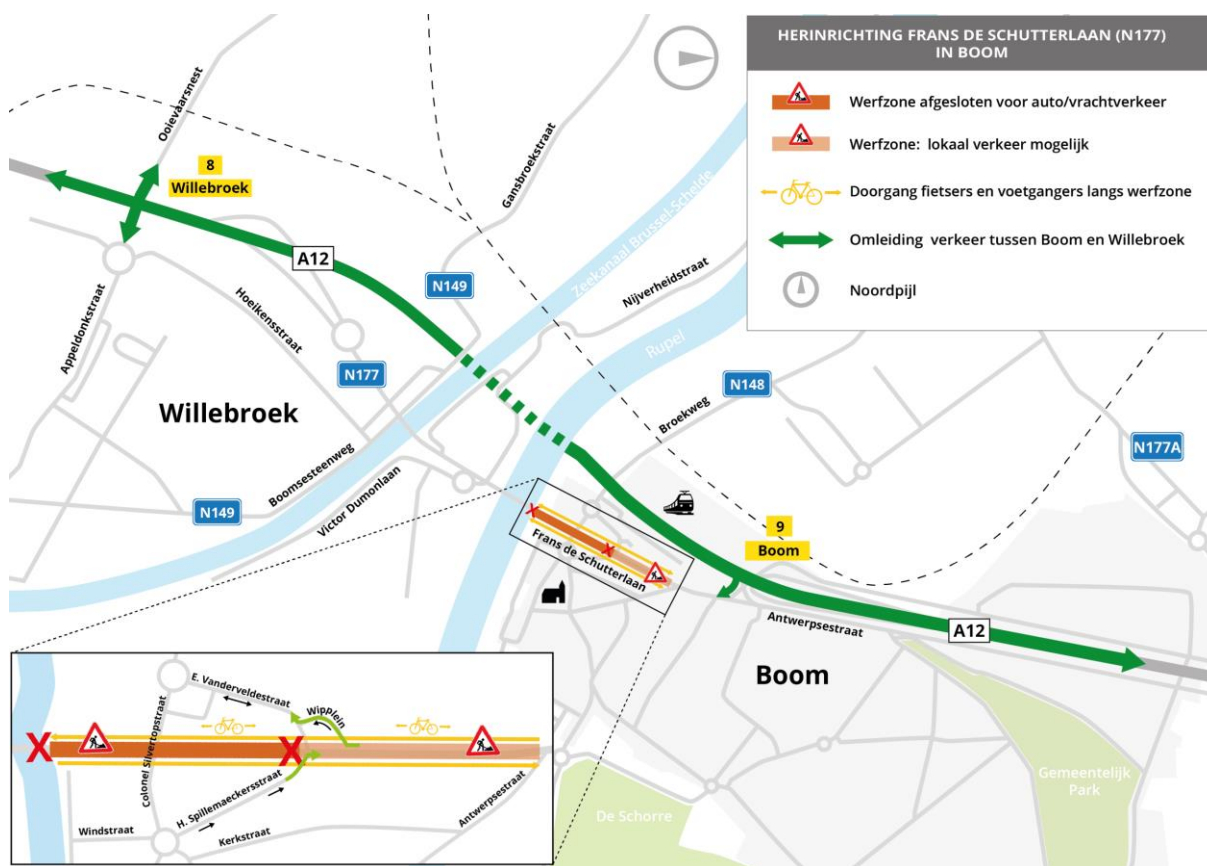 HERINRICHTING FRANS DE SCHUTTERLAAN (N177)
IN BOOM
Werfzone afgesloten voor auto/vrachtverkeer
Werfzone: lokaal verkeer mogelijk
Doorgang fietsers en voetgangers langs werfzone
Omleiding verkeer tussen Boom en Willebroek
Noordpijl
Ooievaarsnest
8
Willebroek
Gansbroekstraat
Zeekanaal Brussel-Schelde
A12
N149
Nijverheidstraat
Appeldonkstraat
Hoeikensstraat
Rupel
N177
N148
Willebroek
Broekweg
N177A
Boomsesteenweg
N149
Victor Dumonlaan
9
Boom
Frans de Schutterlaan
Antwerpsestraat
A12
Boom
E. Vanderveldestraat
Wipplein
Colonel Silvertopstraat
H. Spillemaeckersstraat
Antwerpsestraat
Windstraat
Kerkstraat
De Schorre
Gemeentelijk
Park